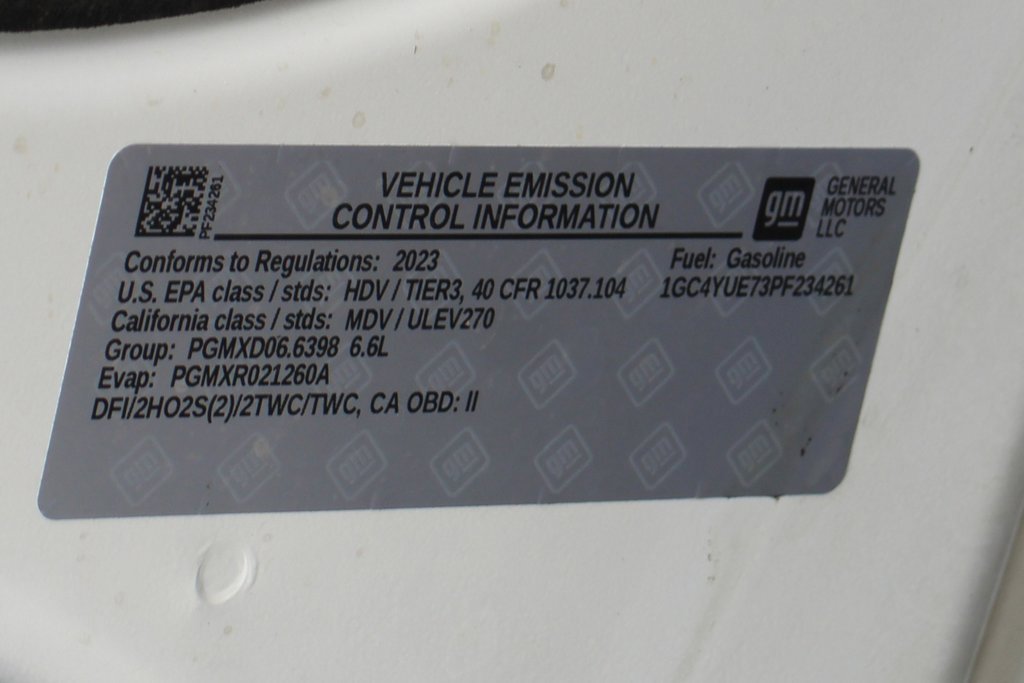 PF234261
VEHICLE EMISSION
CONTROL INFORMATION
gm
GENERAL
MOTORS
LLC
Conforms to Regulations: 2023
Fuel: Gasoline
U.S. EPA class / stds: HDV / TIER3, 40 CFR 1037.104
1GC4YUE73PF234261
California class / stds: MDV / ULEV270
Group: PGMXD06.6398 6.6L
Evap: PGMXR021260A
DFI/2HO2S(2)/2TWC/TWC, CA OBD: II